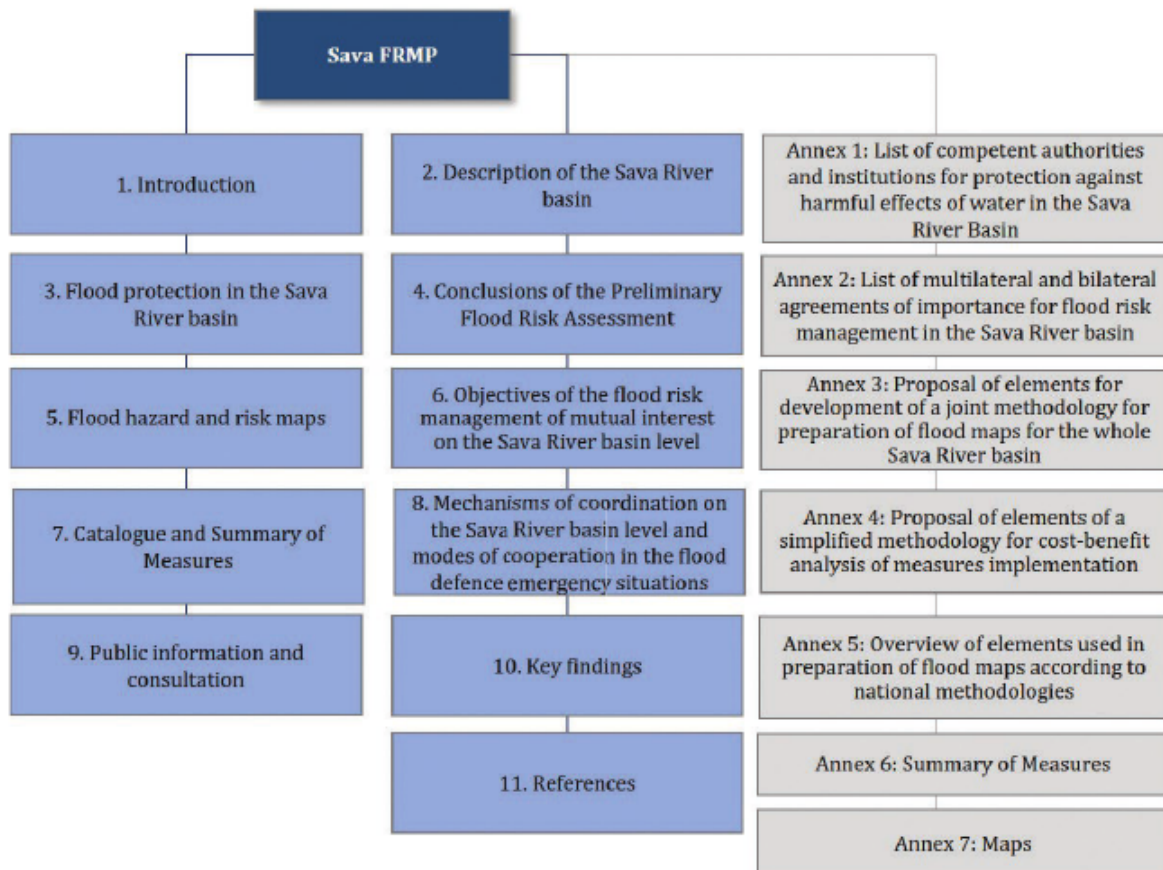 Sava FRMP
1. Introduction
2. Description of the Sava River
basin
Annex 1: List of competent authorities
and institutions for protection against
harmful effects of water in the Sava
River Basin
3. Flood protection in the Sava
River basin
4. Conclusions of the Preliminary
Flood Risk Assessment
Annex 2: List of multilateral and bilateral
agreements of importance for flood risk
management in the Sava River basin
5. Flood hazard and risk maps
6. Objectives of the flood risk
management of mutual interest
on the Sava River basin level
Annex 3: Proposal of elements for
development of a joint methodology for
preparation of flood maps for the whole
Sava River basin
7. Catalogue and Summary of
Measures
8. Mechanisms of coordination on
the Sava River basin level and
modes of cooperation in the flood
defence emergency situations
Annex 4: Proposal of elements of a
simplified methodology for cost-benefit
analysis of measures implementation
9. Public information and
consultation
10. Key findings
Annex 5: Overview of elements used in
preparation of flood maps according to
national methodologies
11. References
Annex 6: Summary of Measures
Annex 7: Maps